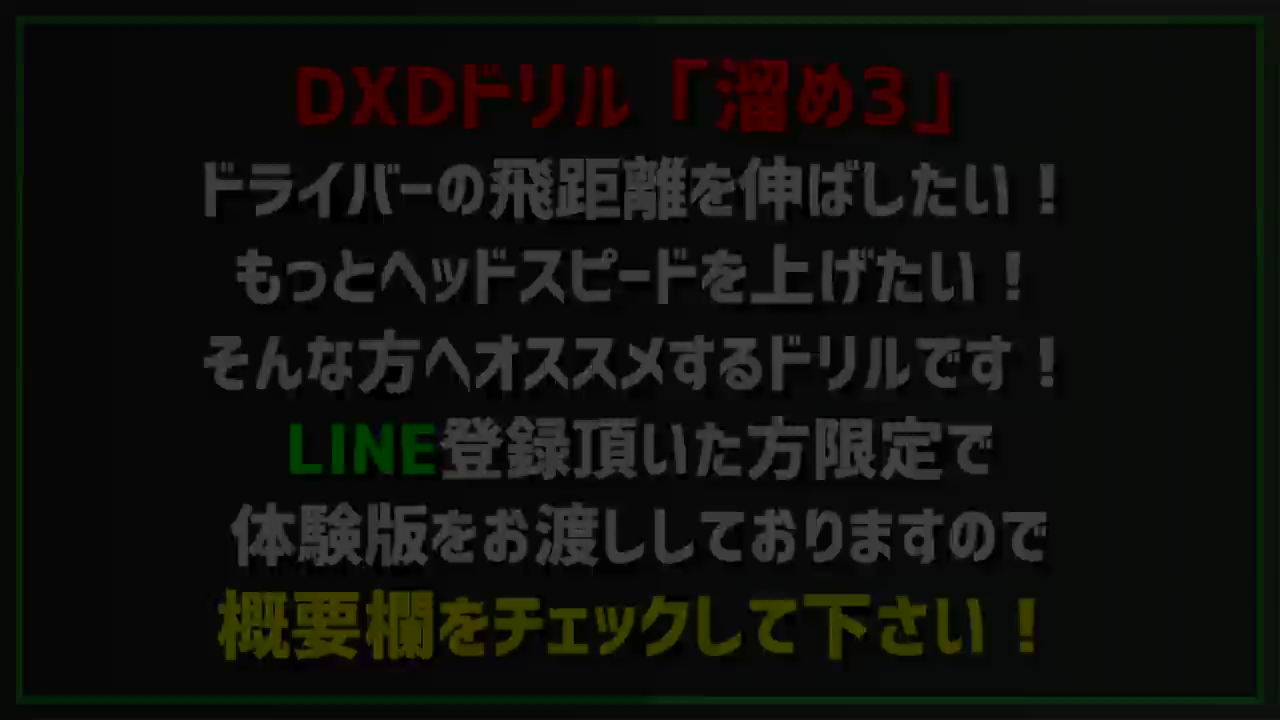 DXDドリル「溜め3」
ドライバーの飛距離を伸ばしたい！
もっとヘッドスピードを上げたい！
そんな方へオススメするドリルです！
LINE登録頂いた方限定で
体験版をお渡ししておりますので
概要欄をチェックして下さい！